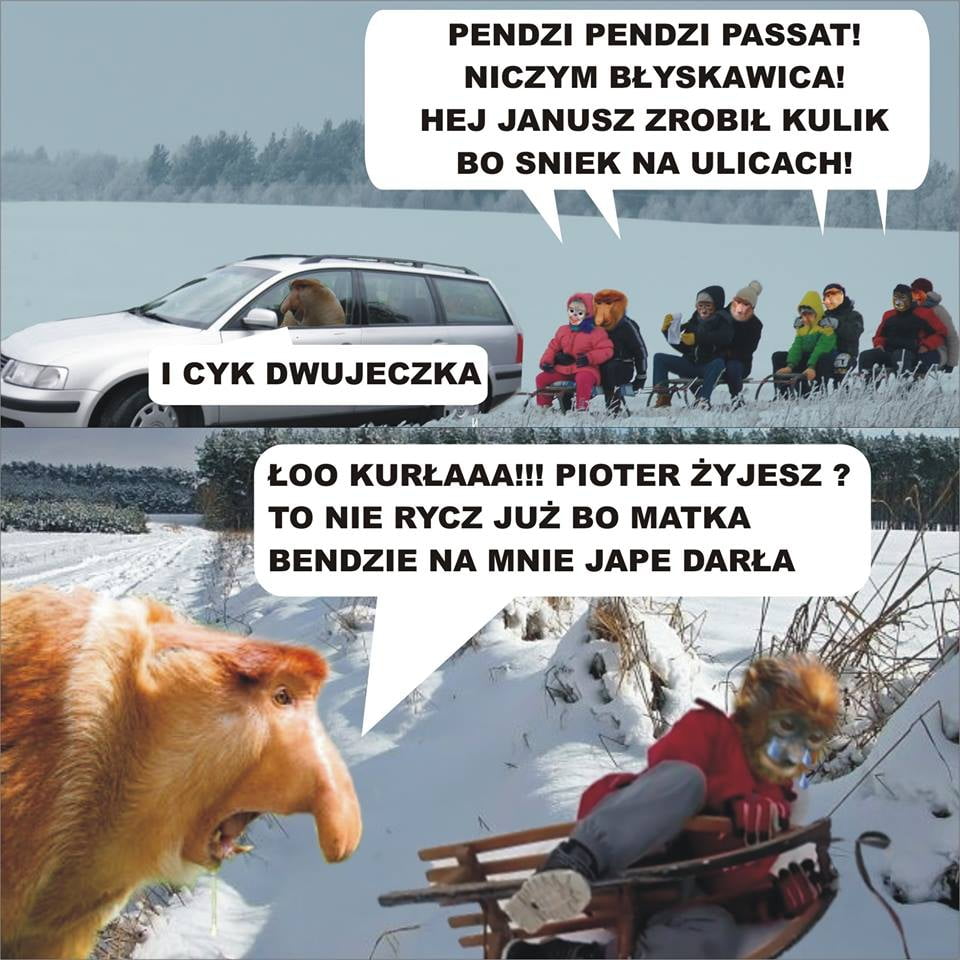 PENDZI PENDZI PASSAT!
NICZYM BŁYSKAWICA!
HEJ JANUSZ ZROBIŁ KULIK
BO SNIEK NA ULICACH!
I CYK DWUJECZKA
ŁOO KURŁAAA!!! PIOTER ŻYJESZ ?
TO NIE RYCZ JUŻ BO MATKA
BENDZIE NA MNIE JAPE DARŁA